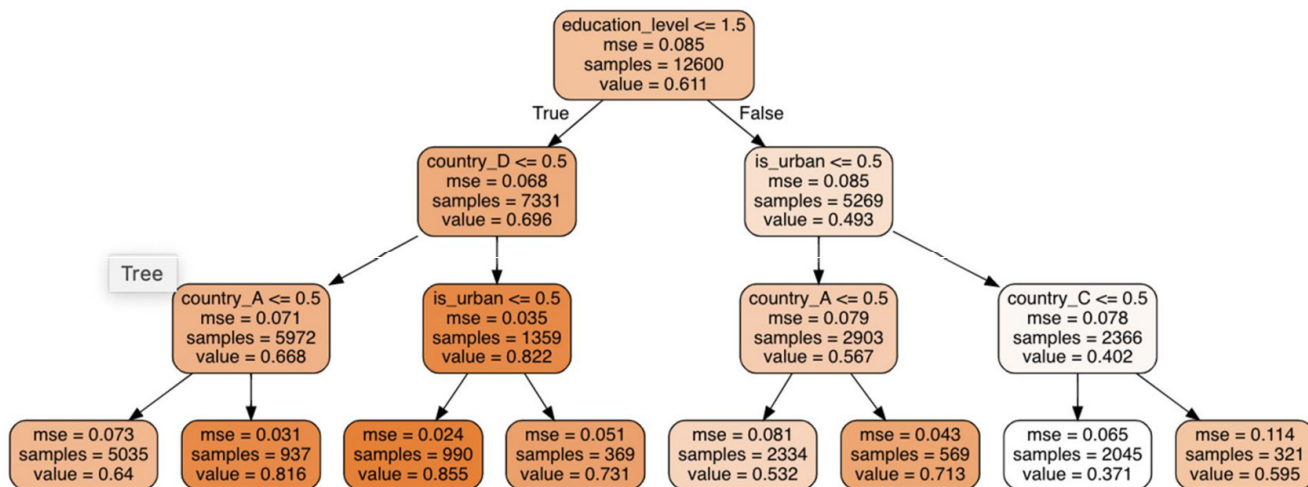 education_level <= 1.5
mse = 0.085
samples = 12600
value = 0.611
True
False
country_D <= 0.5
mse = 0.068
samples = 7331
value = 0.696
is_urban <= 0.5
mse = 0.085
samples = 5269
value = 0.493
Tree
country_A <= 0.5
mse = 0.071
samples = 5972
value = 0.668
is_urban <= 0.5
mse = 0.035
samples = 1359
value = 0.822
country_A <= 0.5
mse = 0.079
samples = 2903
value = 0.567
country_C <= 0.5
mse = 0.078
samples = 2366
value = 0.402
mse = 0.073
samples = 5035
value = 0.64
mse = 0.031
samples = 937
value = 0.816
mse = 0.024
samples = 990
value = 0.855
mse = 0.051
samples = 369
value = 0.731
mse = 0.081
samples = 2334
value = 0.532
mse = 0.043
samples = 569
value = 0.713
mse = 0.065
samples = 2045
value = 0.371
mse = 0.114
samples = 321
value = 0.595